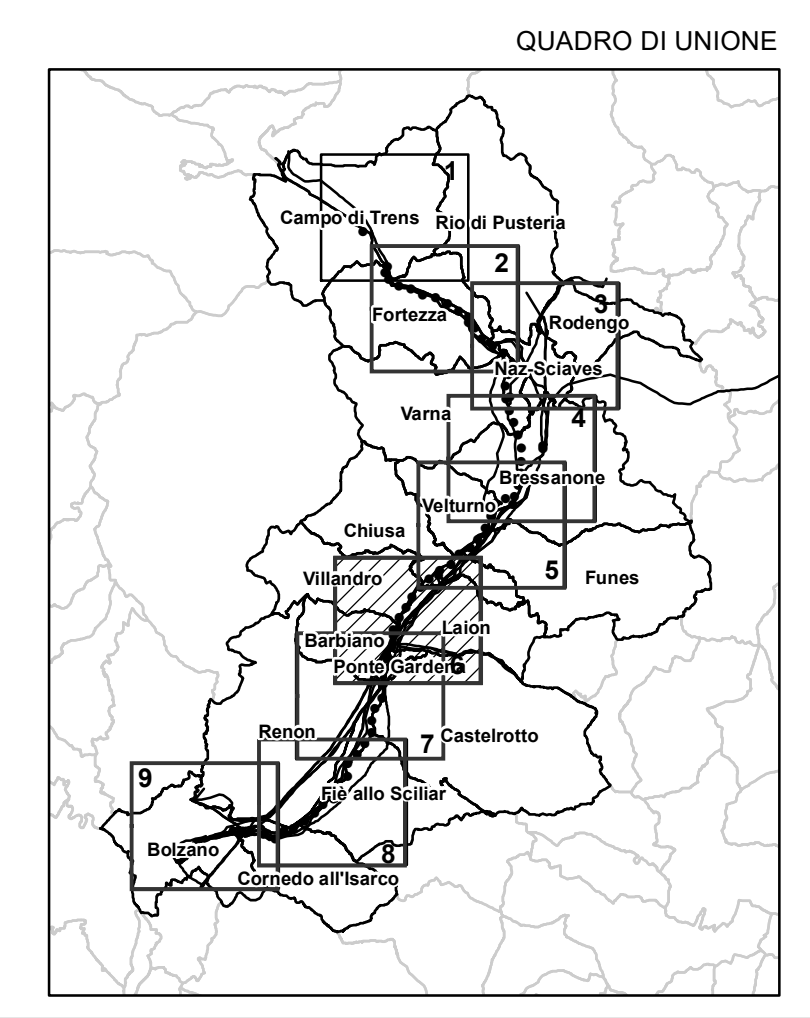 QUADRO DI UNIONE
1
Campo di Trens
Rio di Pusteria
2
3
Fortezza
Rodengo
Naz-Sciaves
Varna
4
Bressanone
Velturno
Chiusa
5
Villandro
Funes
Laion
Barbiano
Ponte Gardena
6
Renon
7
Castelrotto
9
Fiè allo Sciliar
Bolzano
8
Cornedo all'Isarco